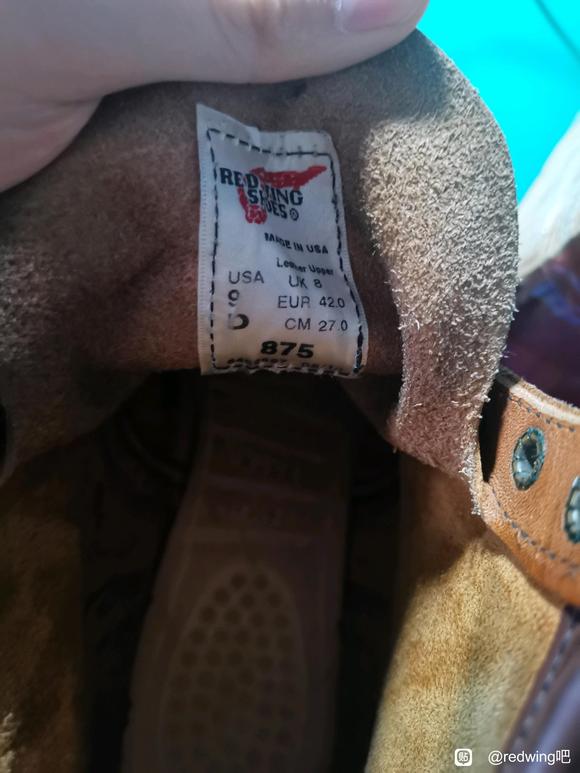 RED WING
SHOES®
MADE IN USA
Leather Upper
USA UK 8
9 EUR 42.0
D CM 27.0
875
貼 @redwing吧